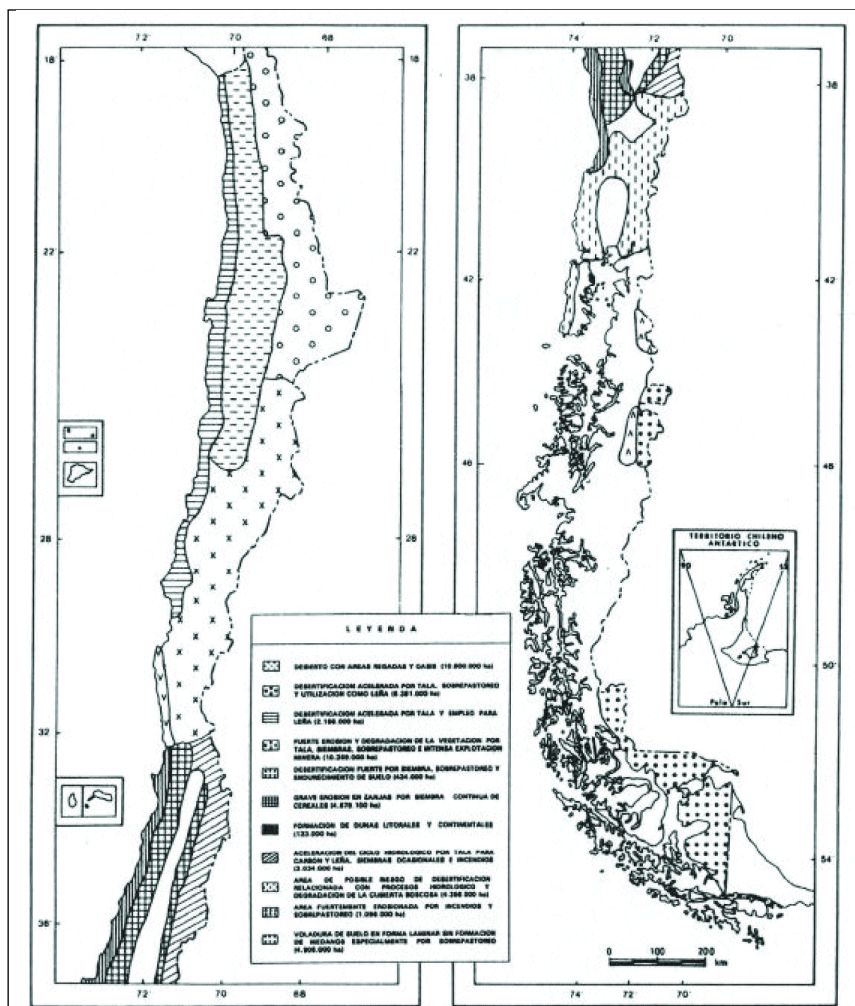 72
70
68
18
18
22
22
26
28
32
36
72
70
68
LEYENDA
DESIERTO CON AREAS REGADAS Y OASIS
DESERTIFICACION ACELERADA POR TALA, SOBREPASTOREO
Y UTILIZACION COMO LEÑA
DESERTIFICACION ACELERADA POR TALA Y EMPLEO PARA
LEÑA
FUERTE EROSION Y DEGRADACION DE LA VEGETACION POR
TALA, SIEMBRAS, SOBREPASTOREO E INTENSA EXPLOTACION
MINERA
DESERTIFICACION FUERTE POR SIEMBRA, SOBREPASTOREO Y
ENDURECIMIENTO DE SUELO
GRAVE EROSION EN ZANJAS POR SIEMBRA CONTINUA DE
CEREALES
FORMACION DE DUNAS LITORALES Y CONTINENTALES
ACELERACION DEL CICLO HIDROLOGICO POR TALA PARA
CARBON Y LEÑA, SIEMBRAS OCASIONALES E INCENDIOS
AREA DE POSIBLE RIESGO DE DESERTIFICACION
RELACIONADA CON PROCESOS HIDROLOGICO Y
DEGRADACION DE LA CUBIERTA BOSCOSA
AREA FUERTEMENTE EROSIONADA POR INCENDIOS Y
SOBREPASTOREO
VOLADURA DE SUELO EN FORMA LAMINAR SIN FORMACION
DE MEDANOS ESPECIALMENTE POR SOBREPASTOREO
74
72
70
38
38
42
42
46
46
50
54
TERRITORIO CHILENO
ANTARTICO
90
Polo Sur
0
100
200
km
74
72
70